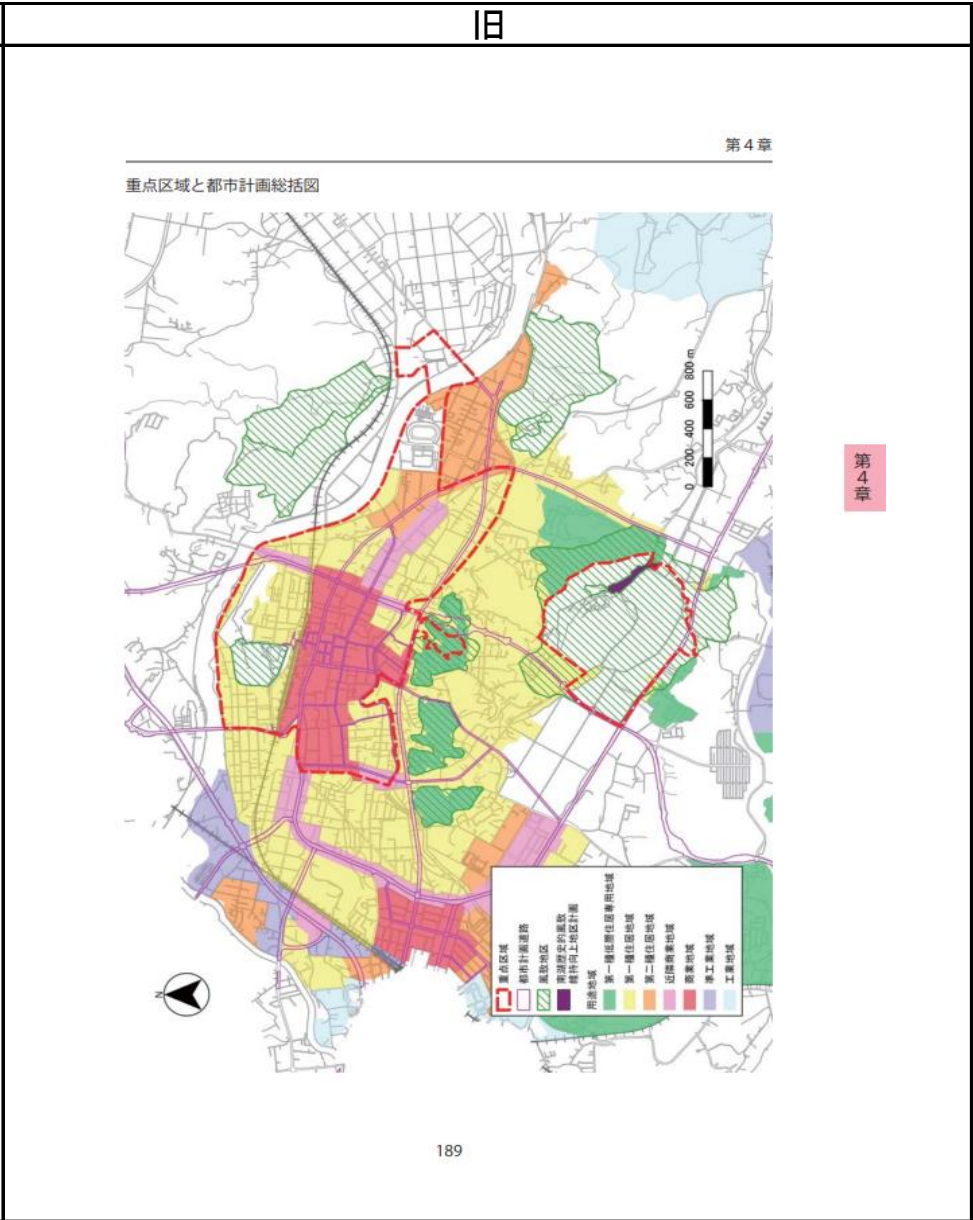 旧
第4章
重点区域と都市計画総括図
N
0 200 400 600 800 m
重点区域
都市計画道路
風致地区
南湖歴史的風致
維持向上地区計画
用途地域
第一種低層住居専用地域
第一種住居地域
第二種住居地域
近隣商業地域
商業地域
準工業地域
工業地域
第4章
189